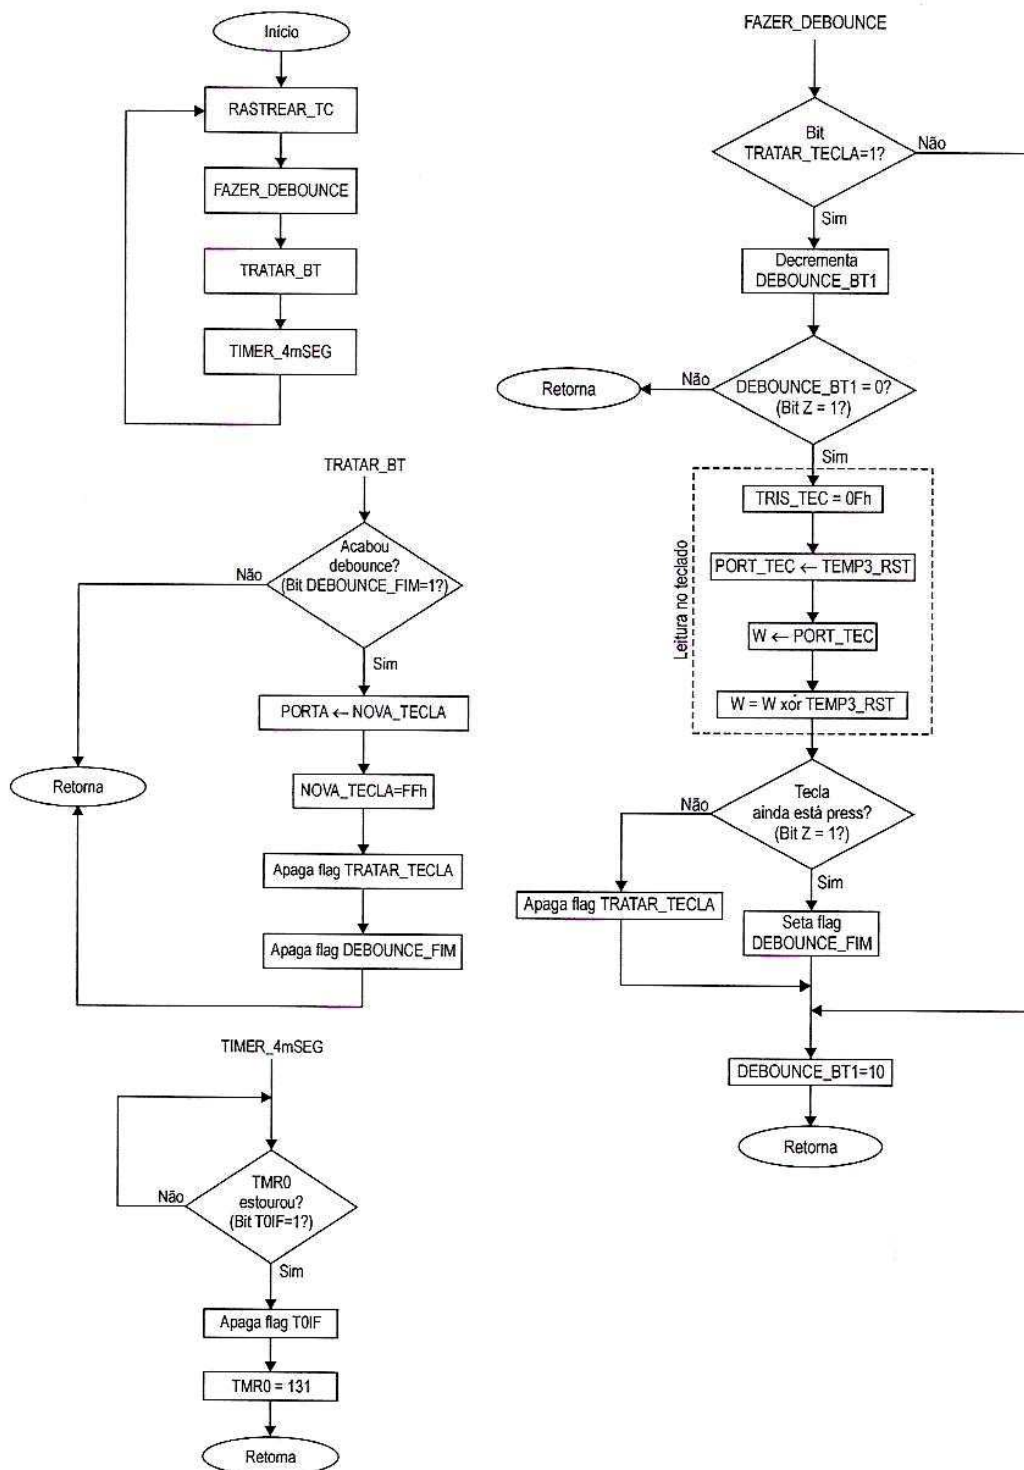 Início
RASTREAR_TC
FAZER_DEBOUNCE
TRATAR_BT
TIMER_4mSEG
FAZER_DEBOUNCE
Bit
TRATAR_TECLA=1?
Não
Sim
Decrementa
DEBOUNCE_BT1
DEBOUNCE_BT1 = 0?
(Bit Z = 1?)
Não
Retorna
Sim
Leitura no teclado
TRIS_TEC = 0Fh
PORT_TEC ← TEMP3_RST
W ← PORT_TEC
W = W xór TEMP3_RST
Tecla
ainda está press?
(Bit Z = 1?)
Não
Sim
Apaga flag TRATAR_TECLA
Seta flag
DEBOUNCE_FIM
DEBOUNCE_BT1=10
Retorna
TRATAR_BT
Acabou
debounce?
(Bit DEBOUNCE_FIM=1?)
Não
Sim
PORTA ← NOVA_TECLA
NOVA_TECLA=FFh
Apaga flag TRATAR_TECLA
Apaga flag DEBOUNCE_FIM
Retorna
TIMER_4mSEG
TMR0
estourou?
(Bit T0IF=1?)
Não
Sim
Apaga flag T0IF
TMR0 = 131
Retorna